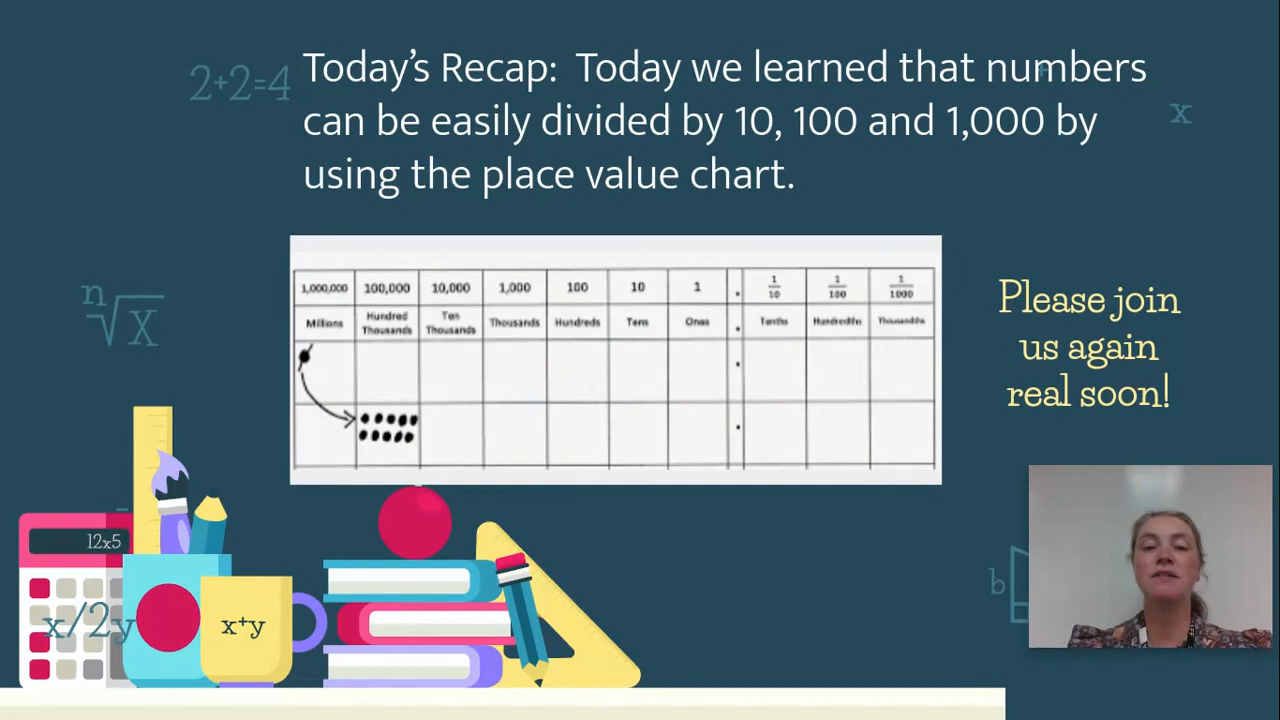 2+2=4
Today's Recap: Today we learned that numbers
can be easily divided by 10, 100 and 1,000 by
using the place value chart.
x
n√X
1,000,000 100,000 10,000 1,000 100 10 1 . 1/10 1/100 1/1000
Millions Hundred Thousands Ten Thousands Thousands Hundreds Tens Ones . Tenths Hundredths Thousandths
Please join
us again
real soon!
12x5
x/2y
x+y
b